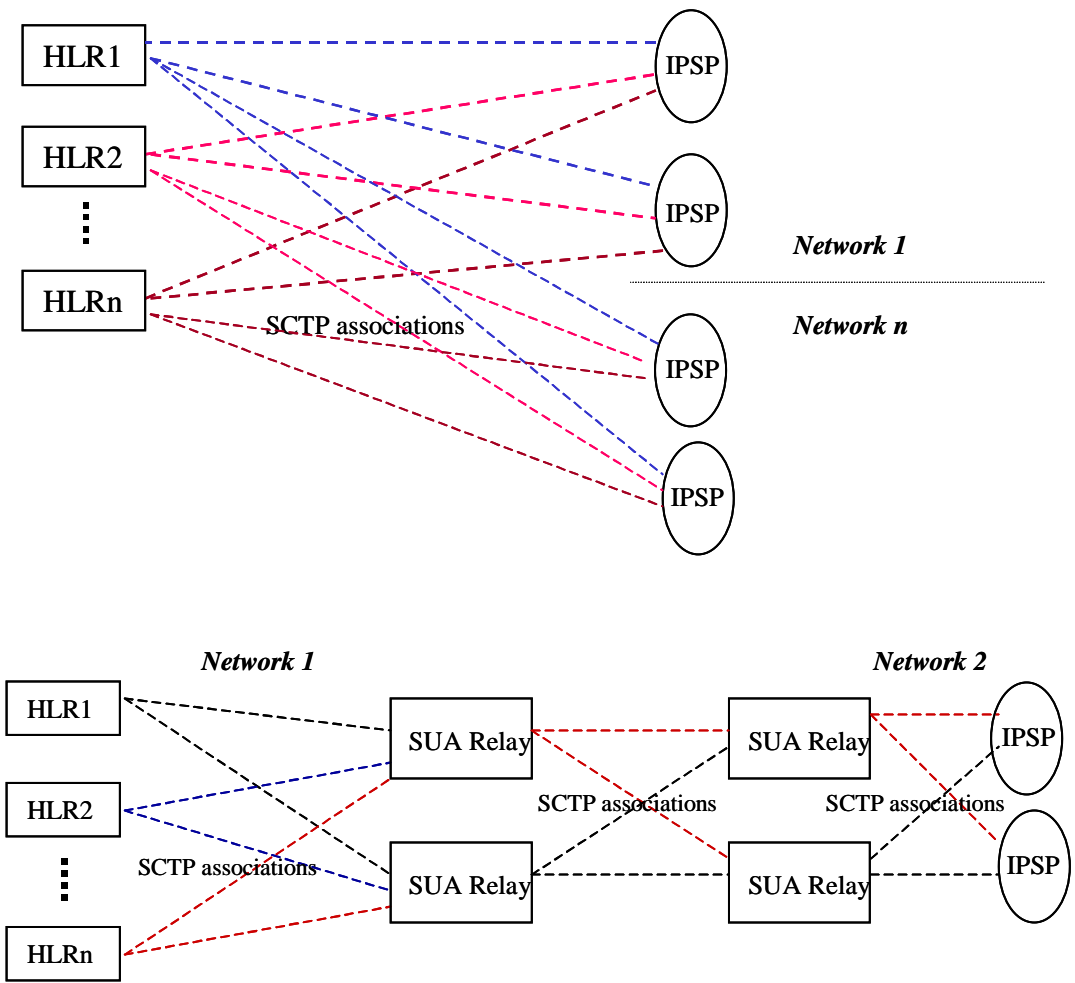 HLR1
IPSP
HLR2
IPSP
Network 1
HLRn
SCTP associations
Network n
IPSP
IPSP
Network 1
Network 2
HLR1
SUA Relay
SUA Relay
IPSP
HLR2
SCTP associations
SCTP associations
SCTP associations
SUA Relay
SUA Relay
IPSP
HLRn